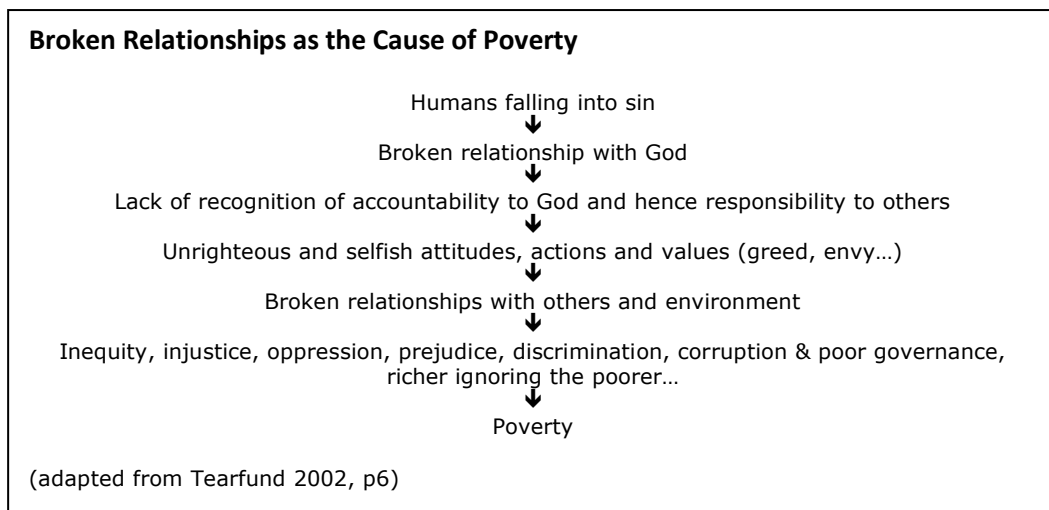 Broken Relationships as the Cause of Poverty
Humans falling into sin
↓
Broken relationship with God
↓
Lack of recognition of accountability to God and hence responsibility to others
↓
Unrighteous and selfish attitudes, actions and values (greed, envy…)
↓
Broken relationships with others and environment
↓
Inequity, injustice, oppression, prejudice, discrimination, corruption & poor governance,
richer ignoring the poorer…
↓
Poverty
(adapted from Tearfund 2002, p6)